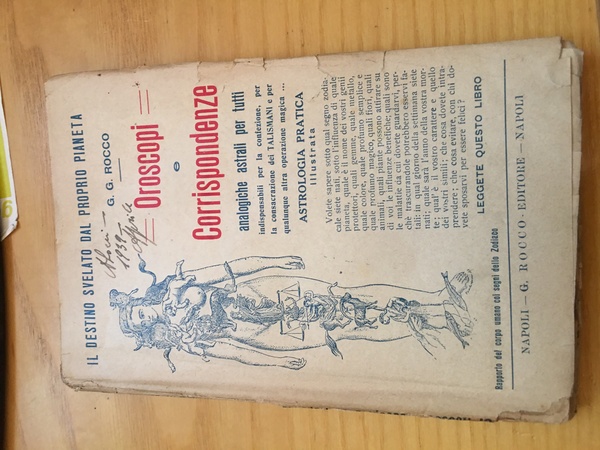 IL DESTINO SVELATO DAL PROPRIO PIANETA
G. G. ROCCO
1939
Aprile
Oroscopi
e
Corrispondenze
analogiche astrali per tutti
indispensabili per la confezione, per
la consacrazione dei TALISMANI e per
qualunque altra operazione magica ...
ASTROLOGIA PRATICA
Illustrata
Volete sapere sotto qual segno zodia-
cale siete nati, sotto l'influenza di quale
pianeta, quale è il nome dei vostri genii
protettori, quali gemme, quale metallo,
quale colore, quale profumo semplice e
quale profumo magico, quali fiori, quali
animali, quali piante possono attirare su
di voi le influenze benefiche; quali sono
le malattie da cui dovete guardarvi, per-
chè trascurandole potrebbero esservi fa-
tali: in qual giorno della settimana siete
nati; quale sarà l'anno della vostra mor-
te; qual'è il vostro carattere e quello
dei vostri simili; che cosa dovete intra-
prendere; che cosa evitare, con chi do-
vete sposarvi per essere felici?
LEGGETE QUESTO LIBRO
Rapporto del corpo umano coi segni dello Zodiaco
NAPOLI — G. ROCCO - EDITORE — NAPOLI